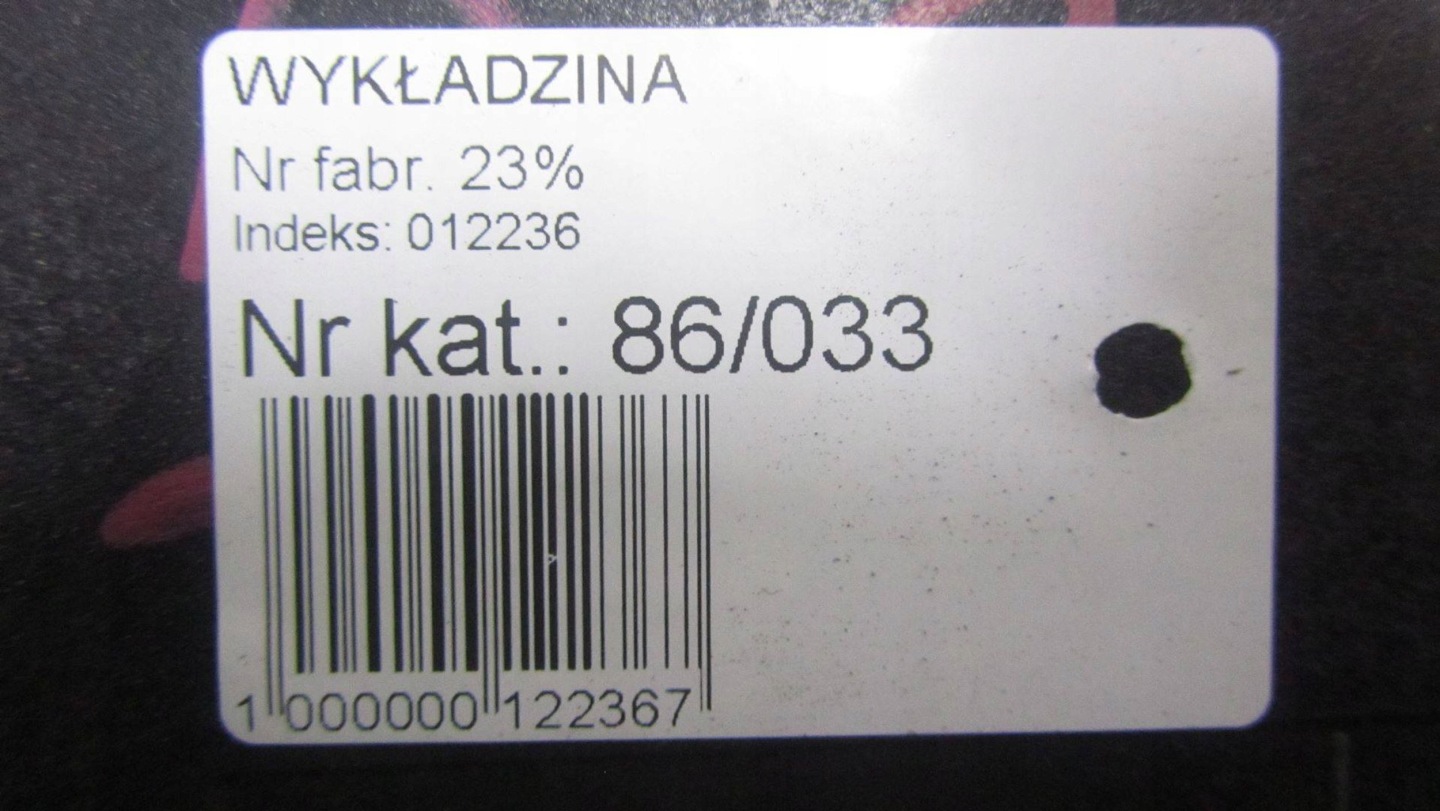 WYKŁADZINA
Nr fabr. 23%
Indeks: 012236
Nr kat.: 86/033
1 000000 122367